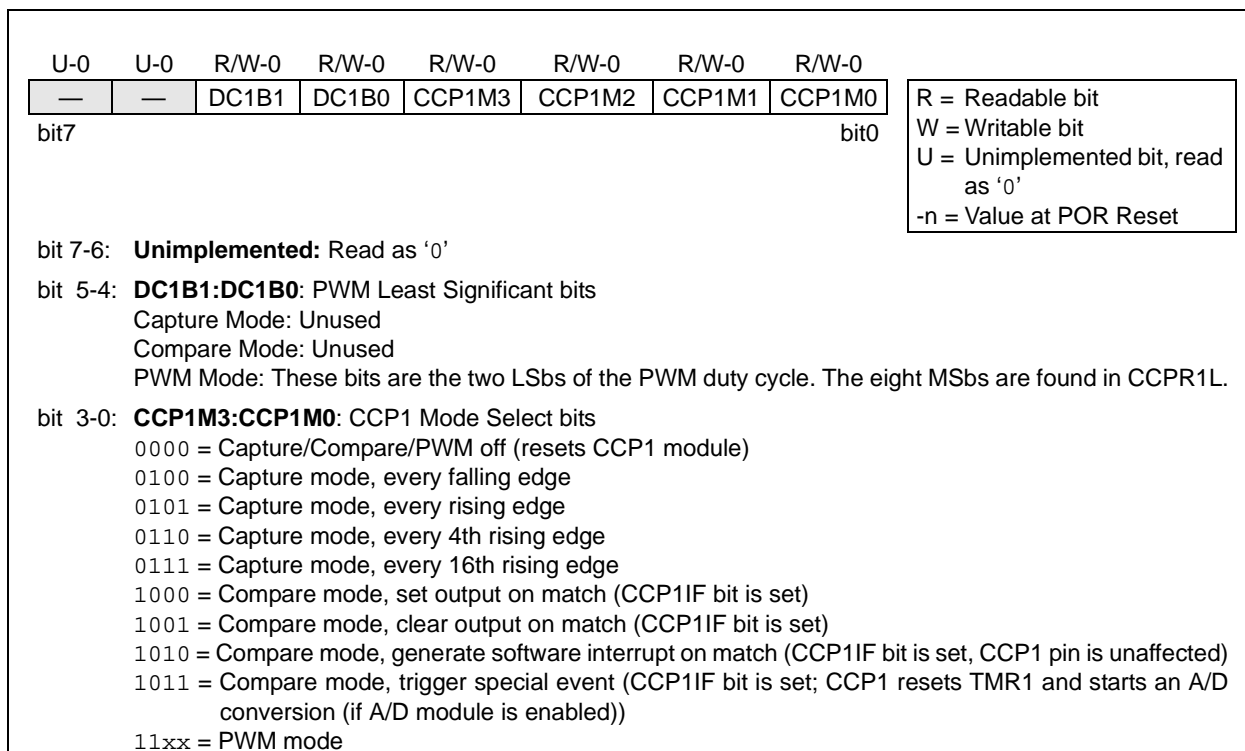 U-0 U-0 R/W-0 R/W-0 R/W-0 R/W-0 R/W-0 R/W-0
— — DC1B1 DC1B0 CCP1M3 CCP1M2 CCP1M1 CCP1M0
bit7 bit0
R = Readable bit
W = Writable bit
U = Unimplemented bit, read
as ‘0’
-n = Value at POR Reset
bit 7-6: Unimplemented: Read as ‘0’
bit 5-4: DC1B1:DC1B0: PWM Least Significant bits
Capture Mode: Unused
Compare Mode: Unused
PWM Mode: These bits are the two LSbs of the PWM duty cycle. The eight MSbs are found in CCPR1L.
bit 3-0: CCP1M3:CCP1M0: CCP1 Mode Select bits
0000 = Capture/Compare/PWM off (resets CCP1 module)
0100 = Capture mode, every falling edge
0101 = Capture mode, every rising edge
0110 = Capture mode, every 4th rising edge
0111 = Capture mode, every 16th rising edge
1000 = Compare mode, set output on match (CCP1IF bit is set)
1001 = Compare mode, clear output on match (CCP1IF bit is set)
1010 = Compare mode, generate software interrupt on match (CCP1IF bit is set, CCP1 pin is unaffected)
1011 = Compare mode, trigger special event (CCP1IF bit is set; CCP1 resets TMR1 and starts an A/D
conversion (if A/D module is enabled))
11xx = PWM mode